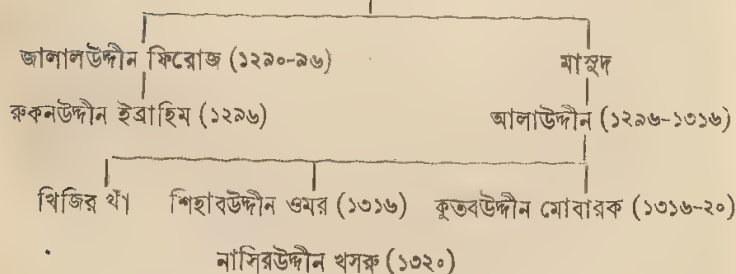 জালালউদ্দীন ফিরোজ (১২৯০-৯৬) মাসুদ
রুকনউদ্দীন ইব্রাহিম (১২৯৬) আলাউদ্দীন (১২৯৬-১৩১৬)
খিজির খাঁ শিহাবউদ্দীন ওমর (১৩১৬) কুতবউদ্দীন মোবারক (১৩১৬-২০)
নাসিরউদ্দীন খসরু (১৩২০)